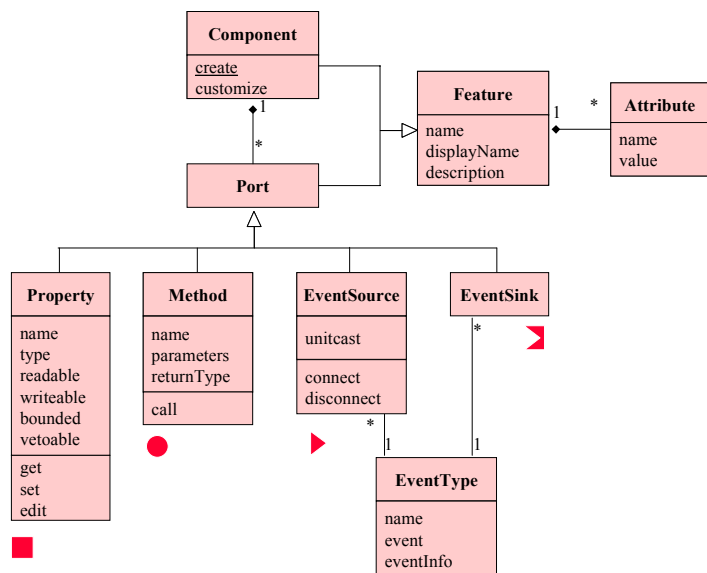 Component
create
customize
1
*
Port
Feature
name
displayName
description
1
*
Attribute
name
value
Property
name
type
readable
writeable
bounded
vetoable
get
set
edit
Method
name
parameters
returnType
call
EventSource
unitcast
connect
disconnect
*
1
EventSink
*
1
EventType
name
event
eventInfo